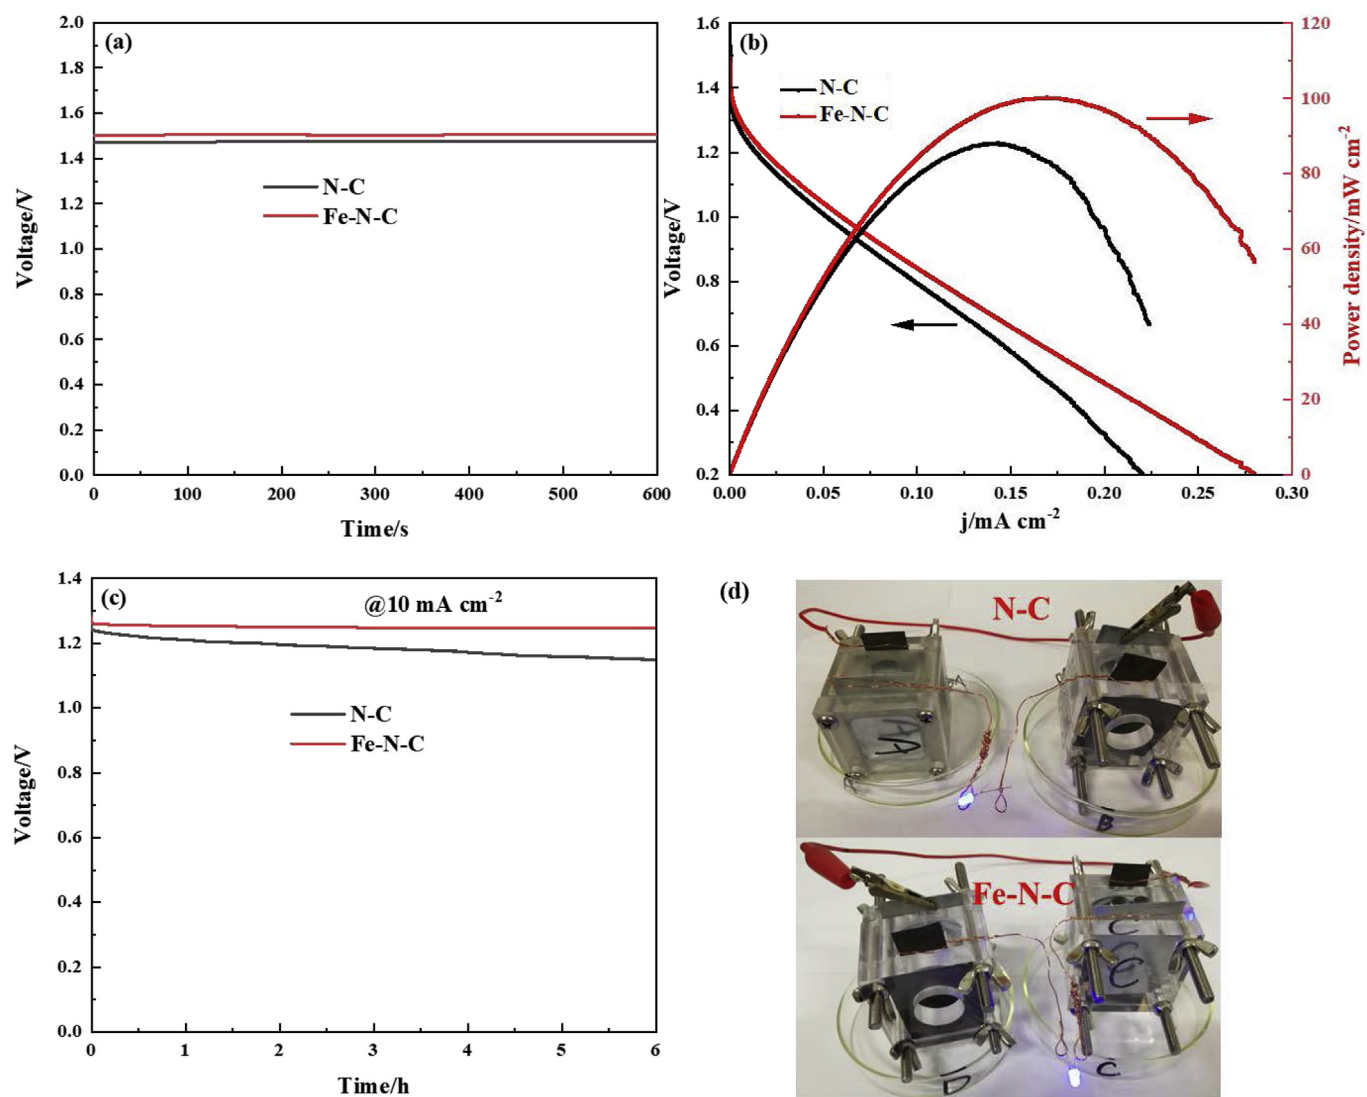 (a)
2.0
1.8
1.6
1.4
1.2
1.0
0.8
0.6
0.4
0.2
0.0
Voltage/V
N-C
Fe-N-C
0 100 200 300 400 500 600
Time/s
(b)
1.6
1.4
1.2
1.0
0.8
0.6
0.4
0.2
Voltage/V
N-C
Fe-N-C
120
100
80
60
40
20
0
Power density/mW cm-2
0.00 0.05 0.10 0.15 0.20 0.25 0.30
j/mA cm-2
(c)
@10 mA cm-2
1.4
1.2
1.0
0.8
0.6
0.4
0.2
0.0
Voltage/V
N-C
Fe-N-C
0 1 2 3 4 5 6
Time/h
(d)
N-C
A
A
B
Fe-N-C
C
C
D
C